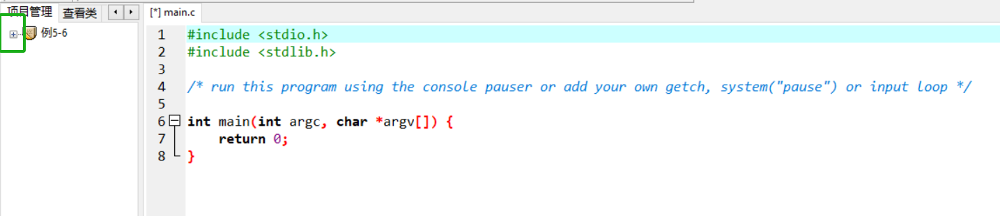 项目管理 查看类 [*] main.c
例5-6
1 #include <stdio.h>
2 #include <stdlib.h>
3
4 /* run this program using the console pauser or add your own getch, system("pause") or input loop */
5
6 int main(int argc, char *argv[]) {
7 return 0;
8 }